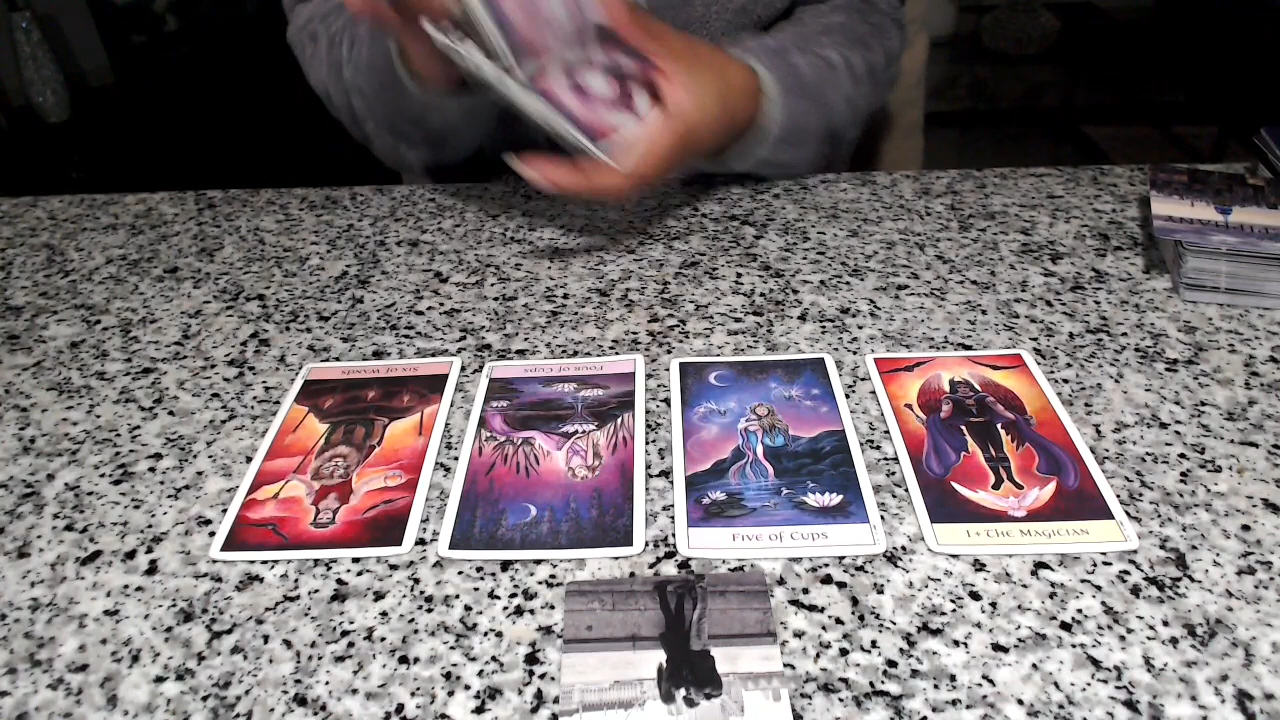 Six of Wands
Four of Cups
Five of Cups
I + The Magician